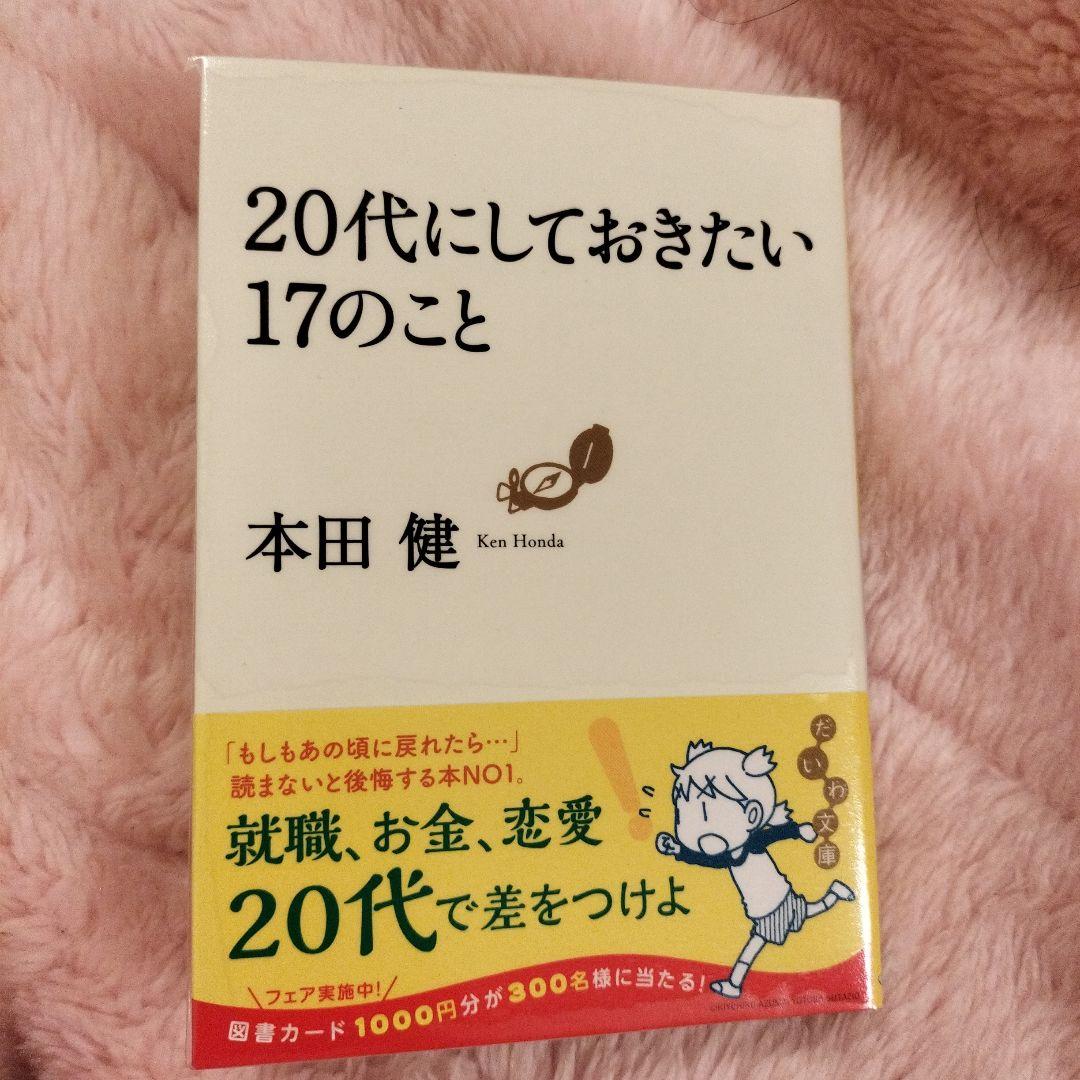 20代にしておきたい
17のこと
本田 健 Ken Honda
「もしもあの頃に戻れたら…」
読まないと後悔する本NO1。
就職、お金、恋愛
20代で差をつけよ
!
だいわ文庫
フェア実施中!
図書カード1000円分が300名様に当たる!